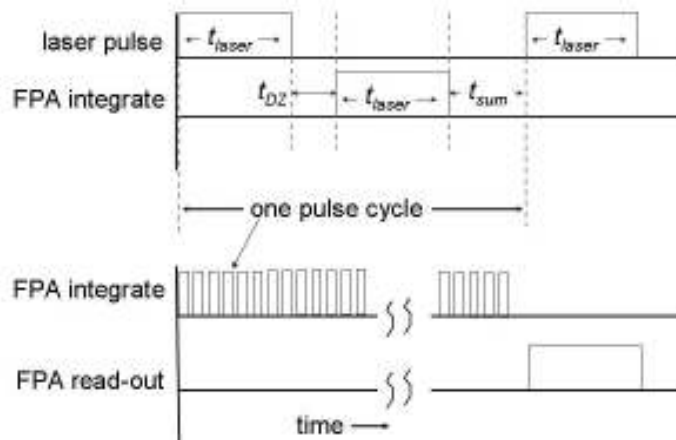 laser pulse
t_laser
t_laser
FPA integrate
t_DZ
t_laser
t_sum
one pulse cycle
FPA integrate
FPA read-out
time